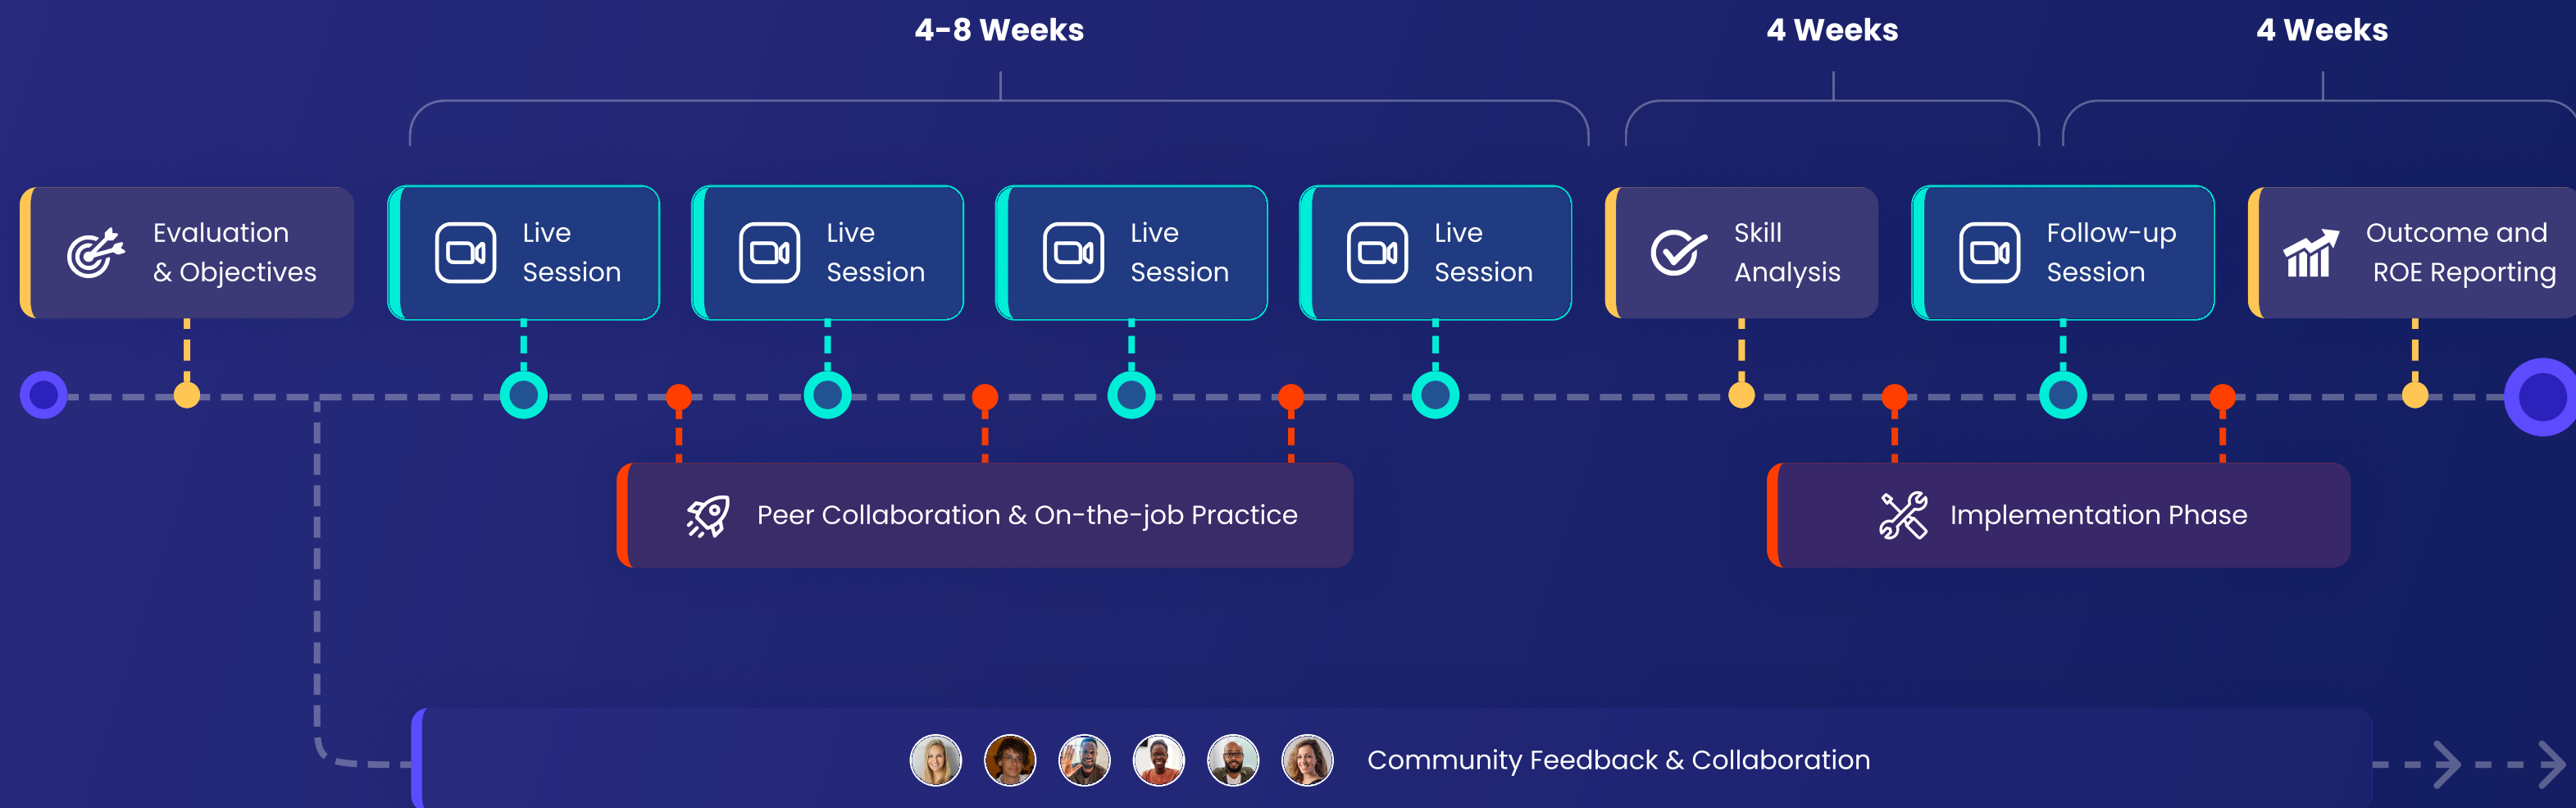 4-8 Weeks
4 Weeks
4 Weeks
Evaluation
& Objectives
Live
Session
Live
Session
Live
Session
Live
Session
Skill
Analysis
Follow-up
Session
Outcome and
ROE Reporting
Peer Collaboration & On-the-job Practice
Implementation Phase
Community Feedback & Collaboration